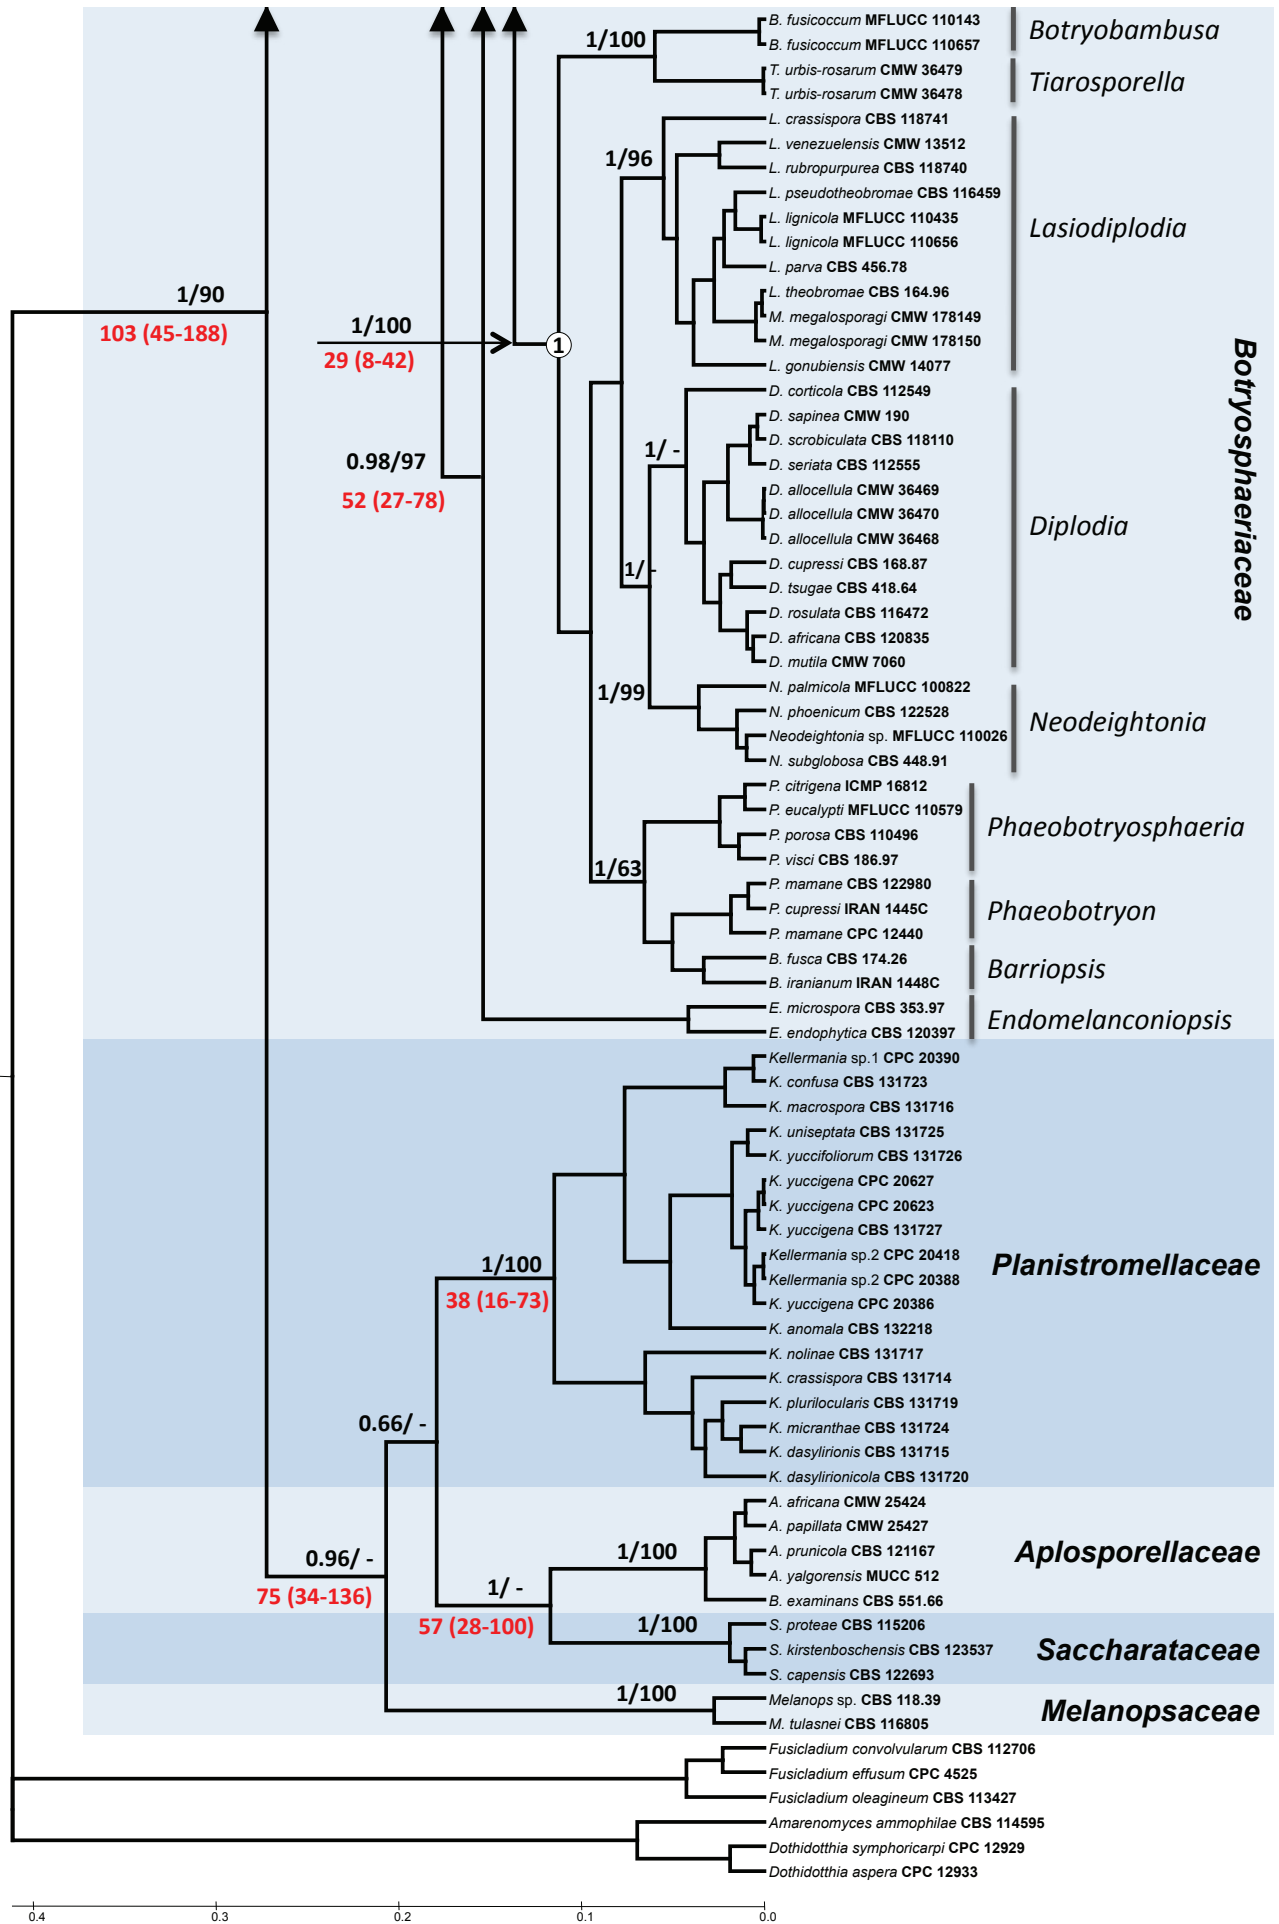 B. fusicoccum MFLUCC 110143
B. fusicoccum MFLUCC 110657
Botryobambusa
1/100
T. urbis-rosarum CMW 36479
T. urbis-rosarum CMW 36478
Tiarosporella
L. crassispora CBS 118741
L. venezuelensis CMW 13512
1/96
L. rubropurpurea CBS 118740
L. pseudotheobromae CBS 116459
L. lignicola MFLUCC 110435
L. lignicola MFLUCC 110656
Lasiodiplodia
L. parva CBS 456.78
L. theobromae CBS 164.96
M. megalosporagi CMW 178149
M. megalosporagi CMW 178150
L. gonubiensis CMW 14077
1/90
103 (45-188)
1/100
29 (8-42)
1
D. corticola CBS 112549
D. sapinea CMW 190
D. scrobiculata CBS 118110
1/ -
D. seriata CBS 112555
D. allocellula CMW 36469
D. allocellula CMW 36470
D. allocellula CMW 36468
Diplodia
0.98/97
52 (27-78)
D. cupressi CBS 168.87
1/ -
D. tsugae CBS 418.64
D. rosulata CBS 116472
D. africana CBS 120835
D. mutila CMW 7060
Botryosphaeriaceae
N. palmicola MFLUCC 100822
1/99
N. phoenicum CBS 122528
Neodeightonia sp. MFLUCC 110026
N. subglobosa CBS 448.91
Neodeightonia
P. citrigena ICMP 16812
P. eucalypti MFLUCC 110579
P. porosa CBS 110496
P. visci CBS 186.97
Phaeobotryosphaeria
1/63
P. mamane CBS 122980
P. cupressi IRAN 1445C
P. mamane CPC 12440
Phaeobotryon
B. fusca CBS 174.26
B. iranianum IRAN 1448C
Barriopsis
E. microspora CBS 353.97
E. endophytica CBS 120397
Endomelanconiopsis
Kellermania sp.1 CPC 20390
K. confusa CBS 131723
K. macrospora CBS 131716
K. uniseptata CBS 131725
K. yuccifoliorum CBS 131726
K. yuccigena CPC 20627
K. yuccigena CPC 20623
K. yuccigena CBS 131727
Kellermania sp.2 CPC 20418
Kellermania sp.2 CPC 20388
K. yuccigena CPC 20386
Planistromellaceae
1/100
38 (16-73)
K. anomala CBS 132218
K. nolinae CBS 131717
K. crassispora CBS 131714
K. plurilocularis CBS 131719
K. micranthae CBS 131724
K. dasylirionis CBS 131715
K. dasylirionicola CBS 131720
0.66/ -
A. africana CMW 25424
A. papillata CMW 25427
A. prunicola CBS 121167
A. yalgorensis MUCC 512
B. examinans CBS 551.66
Aplosporellaceae
1/100
0.96/ -
75 (34-136)
1/ -
57 (28-100)
S. proteae CBS 115206
S. kirstenboschensis CBS 123537
S. capensis CBS 122693
Saccharataceae
1/100
1/100
Melanops sp. CBS 118.39
M. tulasnei CBS 116805
Melanopsaceae
Fusicladium convolvularum CBS 112706
Fusicladium effusum CPC 4525
Fusicladium oleagineum CBS 113427
Amarenomyces ammophilae CBS 114595
Dothidotthia symphoricarpi CPC 12929
Dothidotthia aspera CPC 12933
0.4 0.3 0.2 0.1 0.0